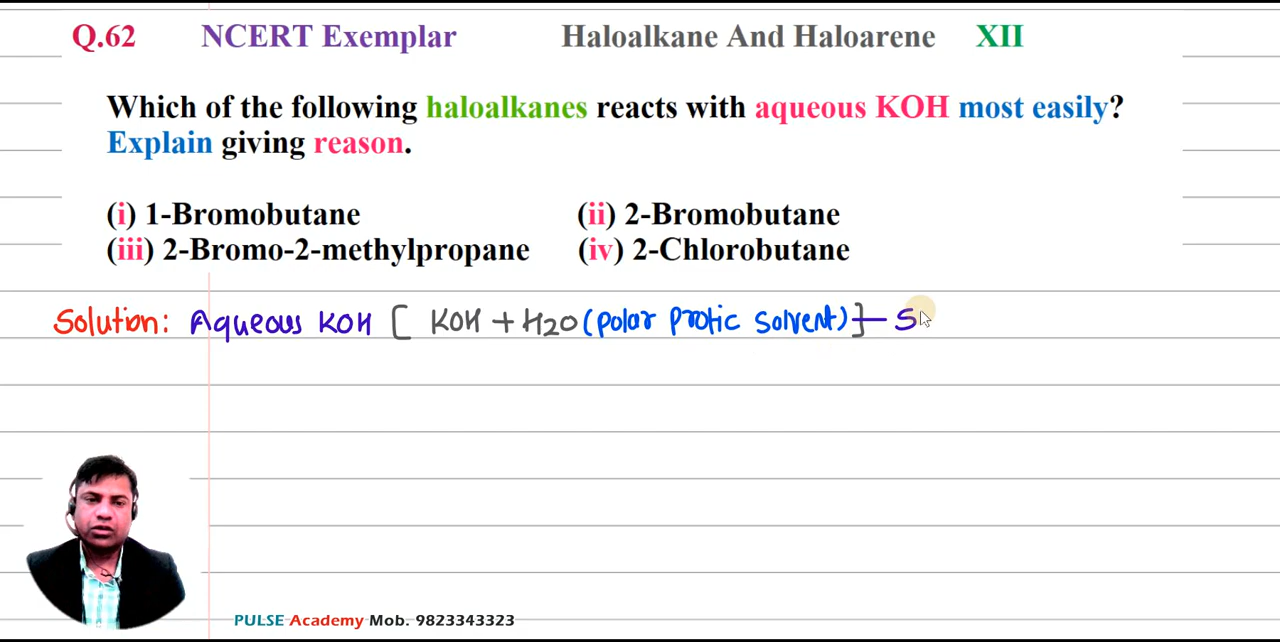 Q.62 NCERT Exemplar Haloalkane And Haloarene XII
Which of the following haloalkanes reacts with aqueous KOH most easily?
Explain giving reason.
(i) 1-Bromobutane (ii) 2-Bromobutane
(iii) 2-Bromo-2-methylpropane (iv) 2-Chlorobutane
Solution: Aqueous KOH [ KOH + H2O (polar protic solvent)] — S
PULSE Academy Mob. 9823343323